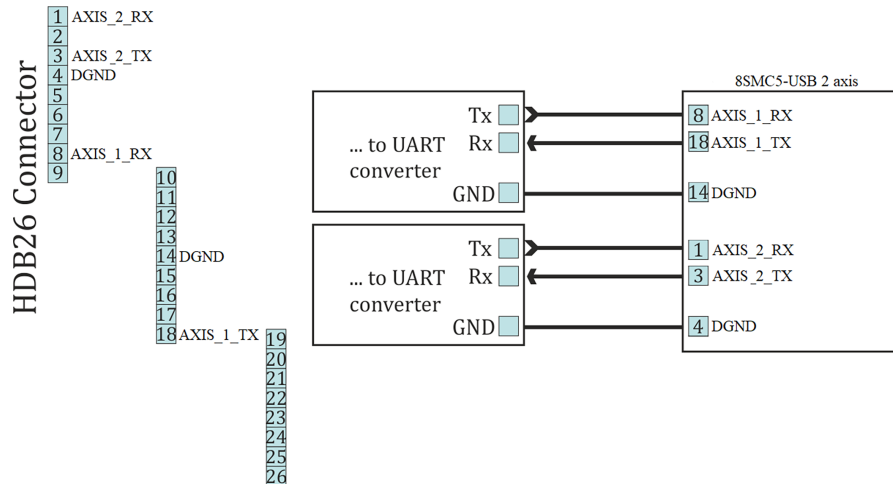 HDB26 Connector
1 AXIS_2_RX
2
3 AXIS_2_TX
4 DGND
5
6
7
8 AXIS_1_RX
9
10
11
12
13
14 DGND
15
16
17
18 AXIS_1_TX
19
20
21
22
23
24
25
26
... to UART
converter
Tx
Rx
GND
... to UART
converter
Tx
Rx
GND
8SMC5-USB 2 axis
8 AXIS_1_RX
18 AXIS_1_TX
14 DGND
1 AXIS_2_RX
3 AXIS_2_TX
4 DGND